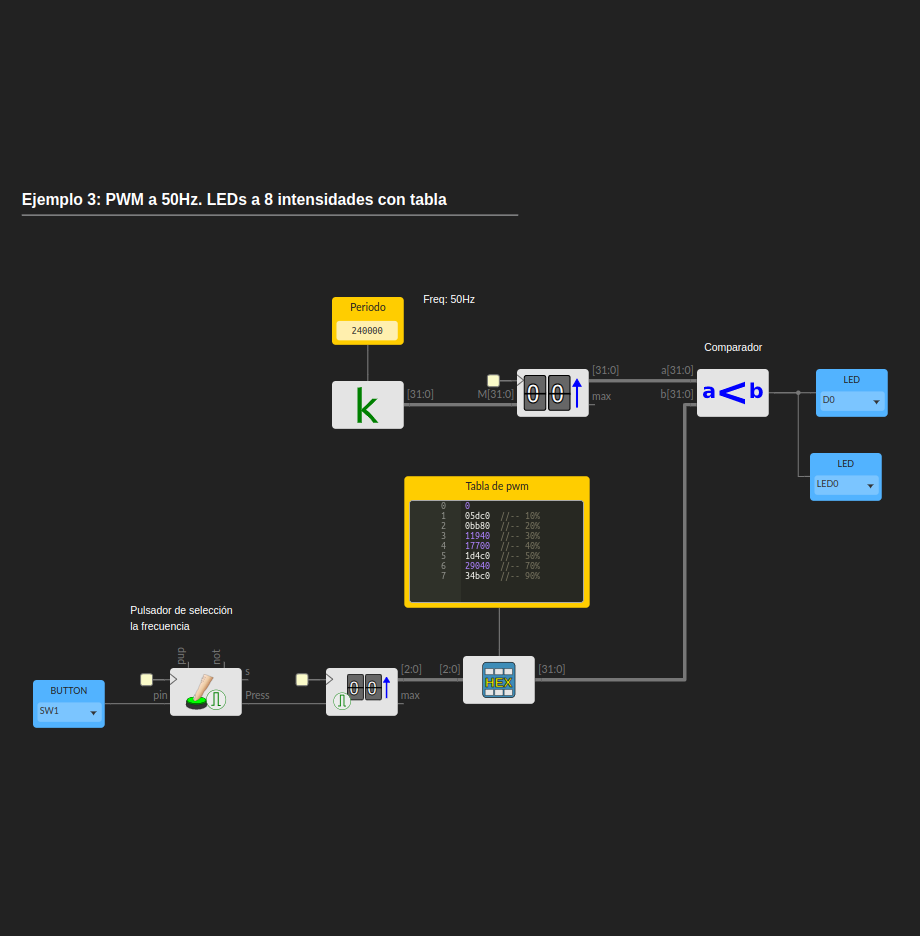 Ejemplo 3: PWM a 50Hz. LEDs a 8 intensidades con tabla
Periodo
240000
Freq: 50Hz
k
[31:0]
M[31:0]
00
[31:0]
max
Comparador
a[31:0]
b[31:0]
a<b
LED
D0
LED
LED0
Tabla de pwm
0 0
1 05dc0 //-- 10%
2 0bb80 //-- 20%
3 11940 //-- 30%
4 17700 //-- 40%
5 1d4c0 //-- 50%
6 29040 //-- 70%
7 34bc0 //-- 90%
Pulsador de selección
la frecuencia
BUTTON
SW1
pin
pup
not
s
Press
00
[2:0]
max
[2:0]
HEX
[31:0]